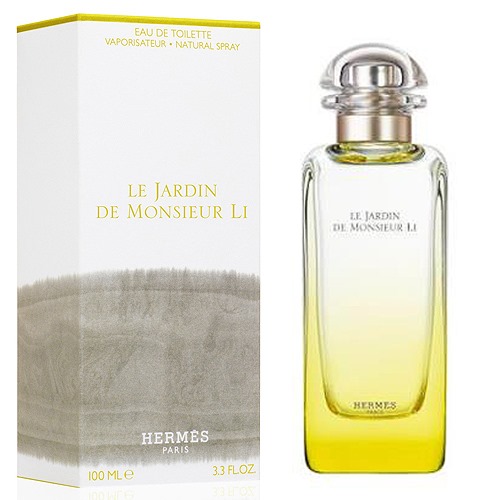 EAU DE TOILETTE
VAPORISATEUR • NATURAL SPRAY
LE JARDIN
DE MONSIEUR LI
HERMÈS
PARIS
100 ML ℮ 3.3 FL.OZ.
LE JARDIN
DE MONSIEUR LI
HERMÈS
PARIS